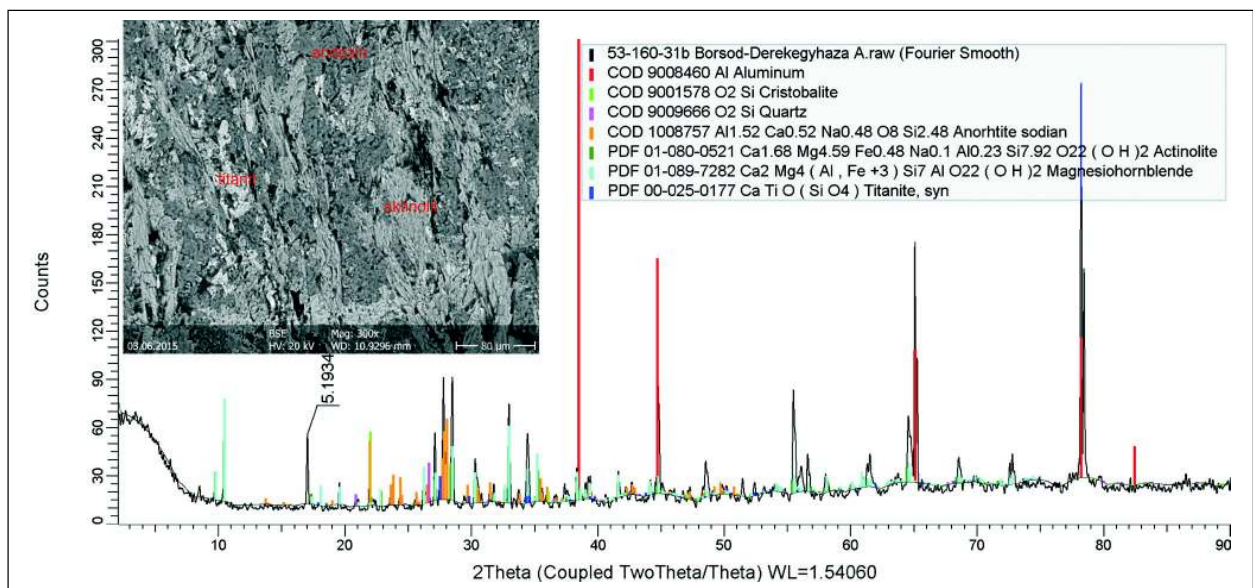 300
270
240
210
180
150
120
90
60
30
0
Counts
titanit
BSE Mag: 300x
03.06.2015 HV: 20 kV WD: 10.9296 mm 80 µm
53-160-31b Borsod-Derekegyhaza A.raw (Fourier Smooth)
COD 9008460 Al Aluminum
COD 9001578 O2 Si Cristobalite
COD 9009666 O2 Si Quartz
COD 1008757 Al1.52 Ca0.52 Na0.48 O8 Si2.48 Anorhtite sodian
PDF 01-080-0521 Ca1.68 Mg4.59 Fe0.48 Na0.1 Al0.23 Si7.92 O22 ( O H )2 Actinolite
PDF 01-089-7282 Ca2 Mg4 ( Al , Fe +3 ) Si7 Al O22 ( O H )2 Magnesiohornblende
PDF 00-025-0177 Ca Ti O ( Si O4 ) Titanite, syn
5.1934
10 20 30 40 50 60 70 80 90
2Theta (Coupled TwoTheta/Theta) WL=1.54060